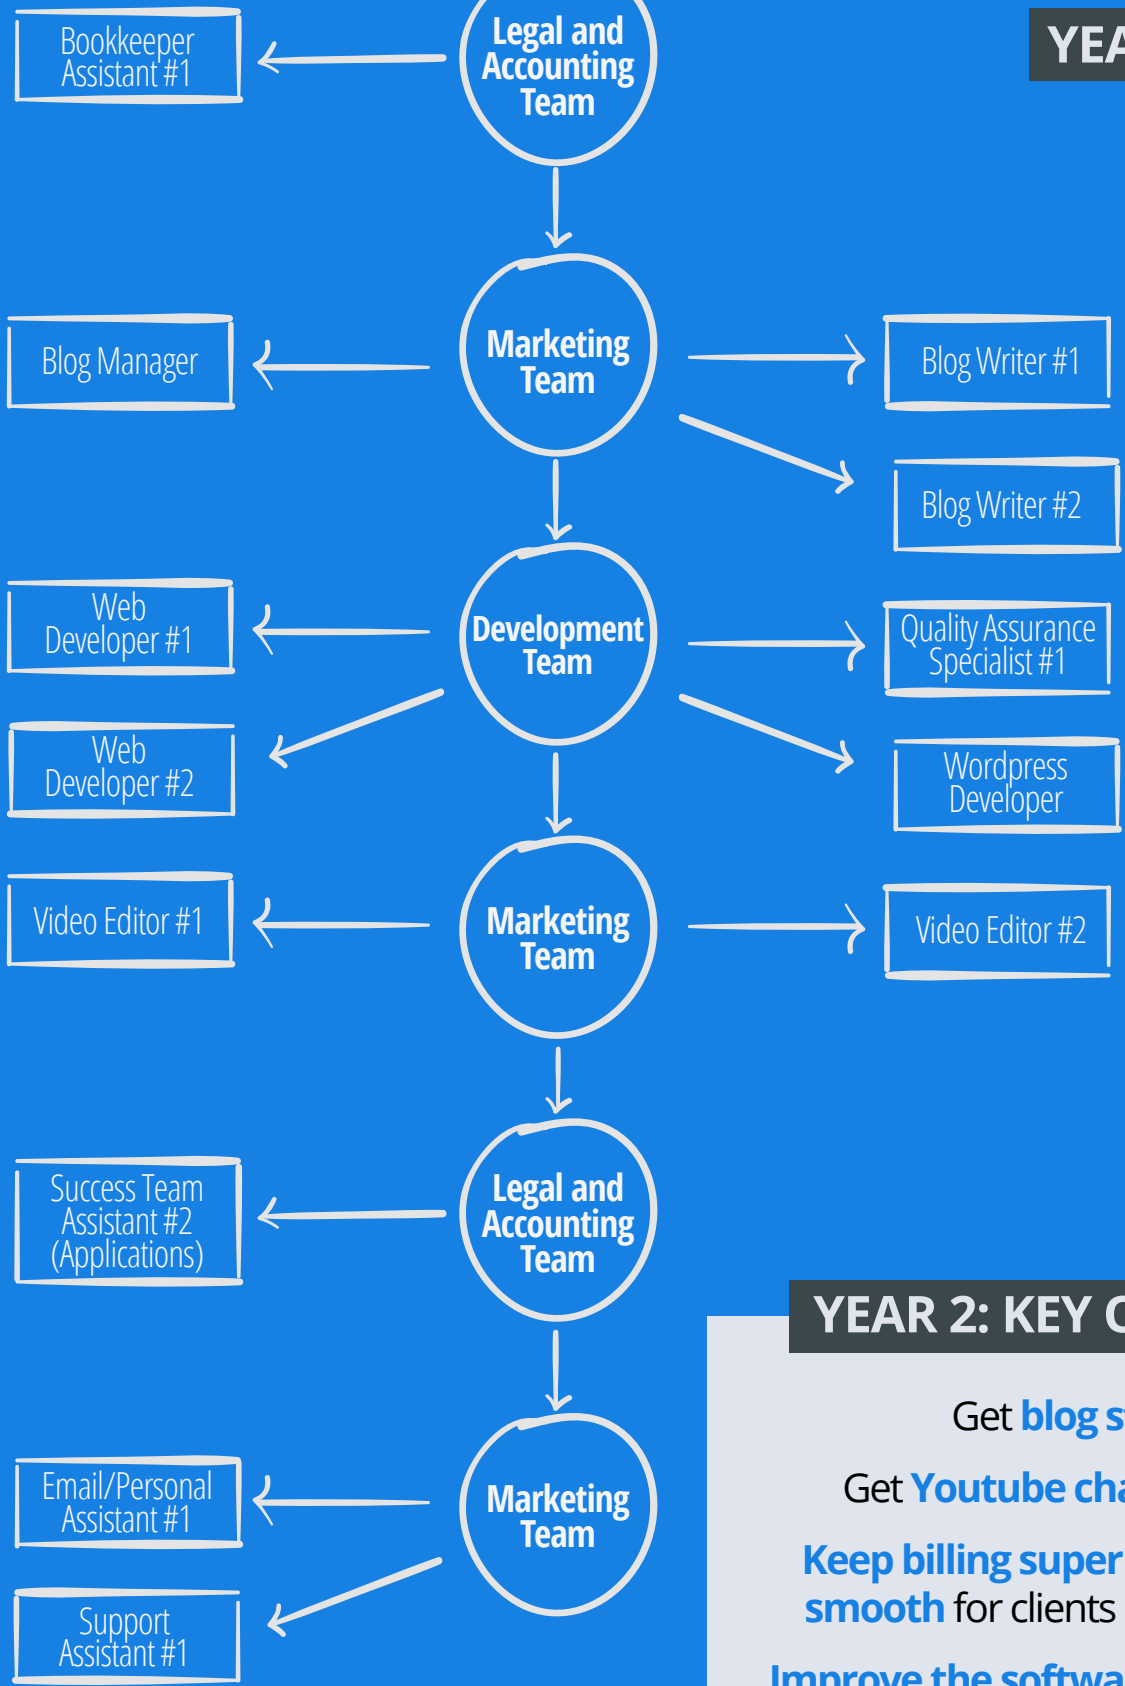 Bookkeeper
Assistant #1
Legal and
Accounting
Team
Blog Manager
Marketing
Team
Blog Writer #1
Blog Writer #2
Web
Developer #1
Development
Team
Quality Assurance
Specialist #1
Web
Developer #2
Wordpress
Developer
Video Editor #1
Marketing
Team
Video Editor #2
Success Team
Assistant #2
(Applications)
Legal and
Accounting
Team
YEAR 2: KEY
Get blog
Get Youtube
Keep billing super
smooth for clients
Improve the
Email/Personal
Assistant #1
Marketing
Team
Support
Assistant #1